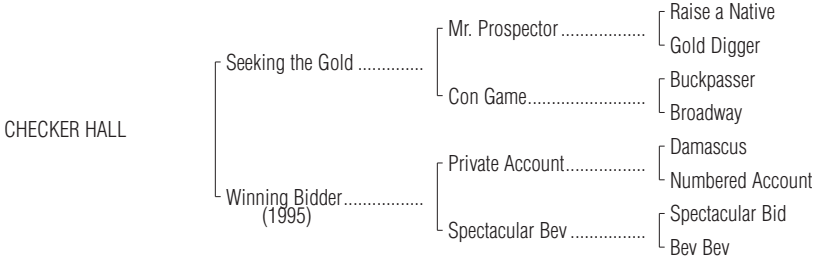 Raise a Native
Mr. Prospector ...................
Gold Digger
Seeking the Gold ..............
Buckpasser
Con Game..........................
Broadway
CHECKER HALL
Damascus
Private Account.................
Numbered Account
Winning Bidder.................
(1995)
Spectacular Bid
Spectacular Bev ................
Bev Bev